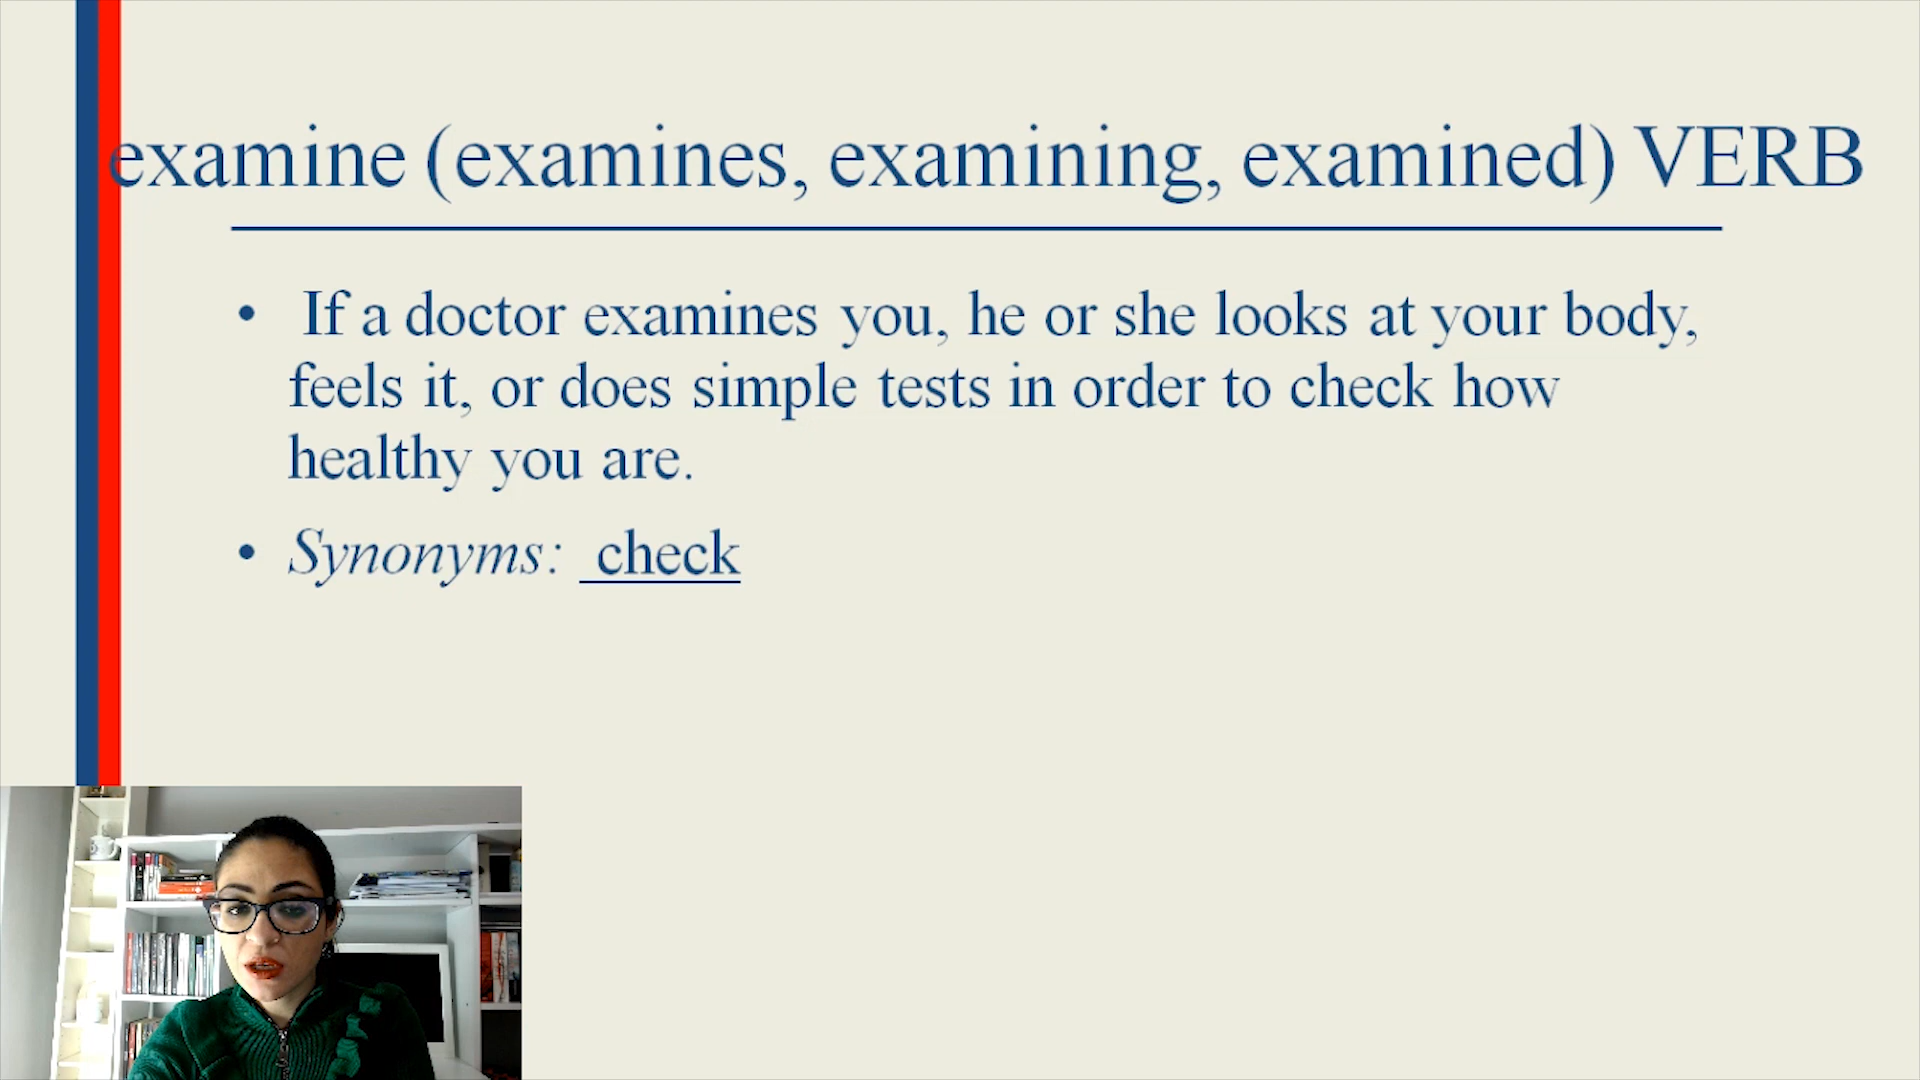 examine (examines, examining, examined) VERB
• If a doctor examines you, he or she looks at your body,
feels it, or does simple tests in order to check how
healthy you are.
• Synonyms: check